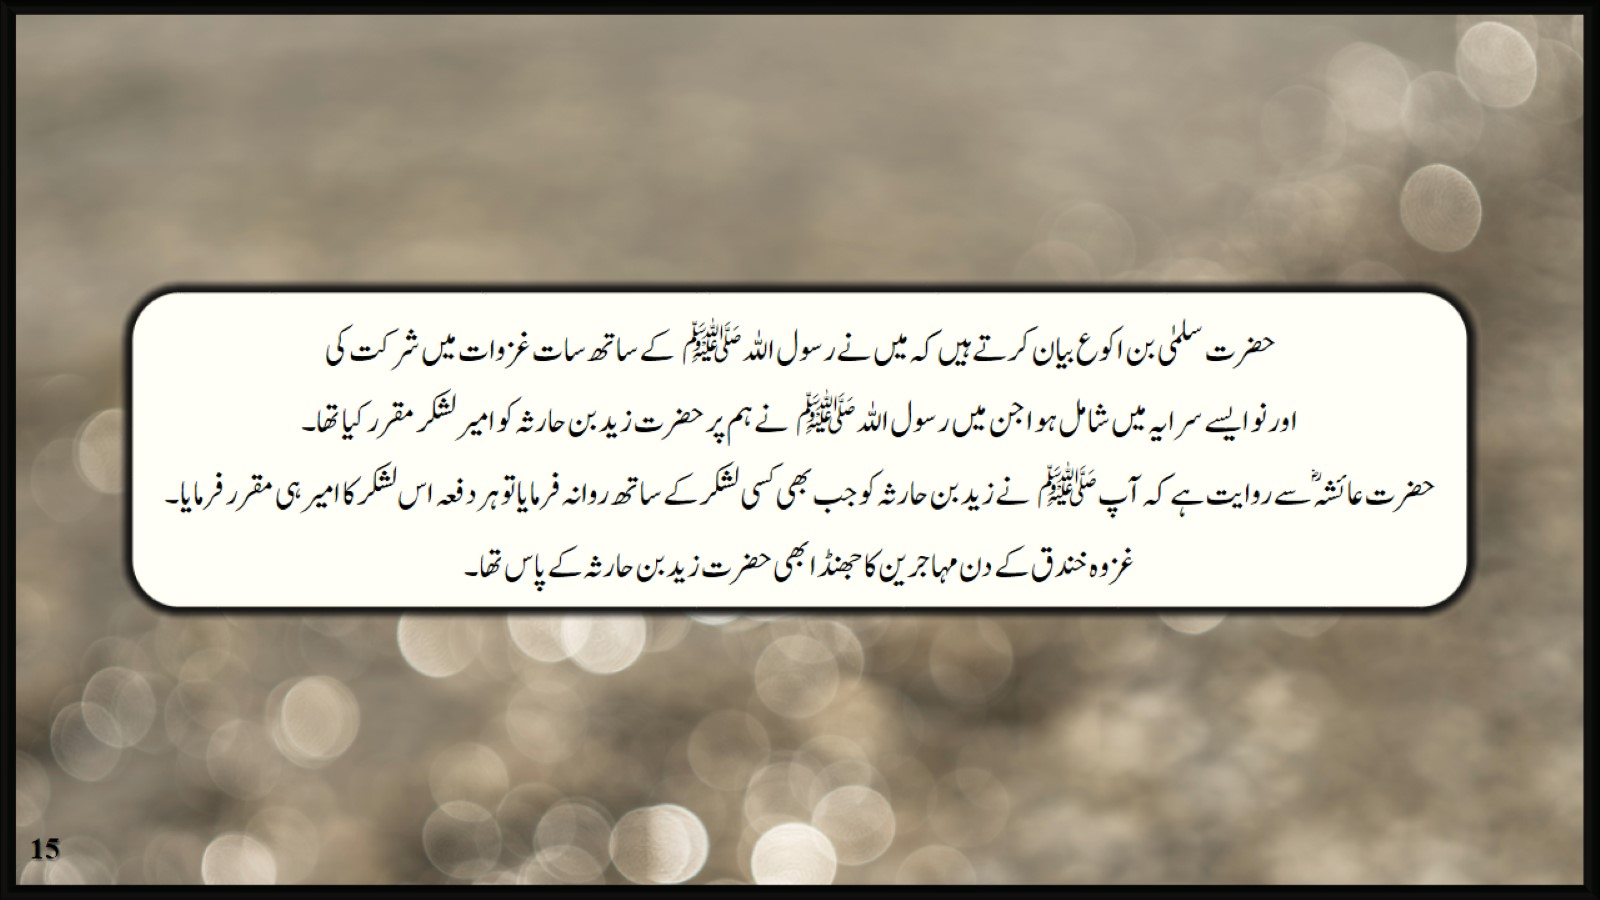 حضرت سلمٰی بن اکوع بیان کرتے ہیں کہ میں نے رسول اللہ ﷺ کے ساتھ سات غزوات میں شرکت کی
اور نو ایسے سرایہ میں شامل ہوا جن میں رسول اللہ ﷺ نے ہم پر حضرت زید بن حارثہ کو امیر لشکر مقرر کیا تھا۔
حضرت عائشہؓ سے روایت ہے کہ آپ ﷺ نے زید بن حارثہ کو جب بھی کسی لشکر کے ساتھ روانہ فرمایا تو ہر دفعہ اس لشکر کا امیر ہی مقرر فرمایا۔
غزوہ خندق کے دن مہاجرین کا جھنڈا بھی حضرت زید بن حارثہ کے پاس تھا۔
15